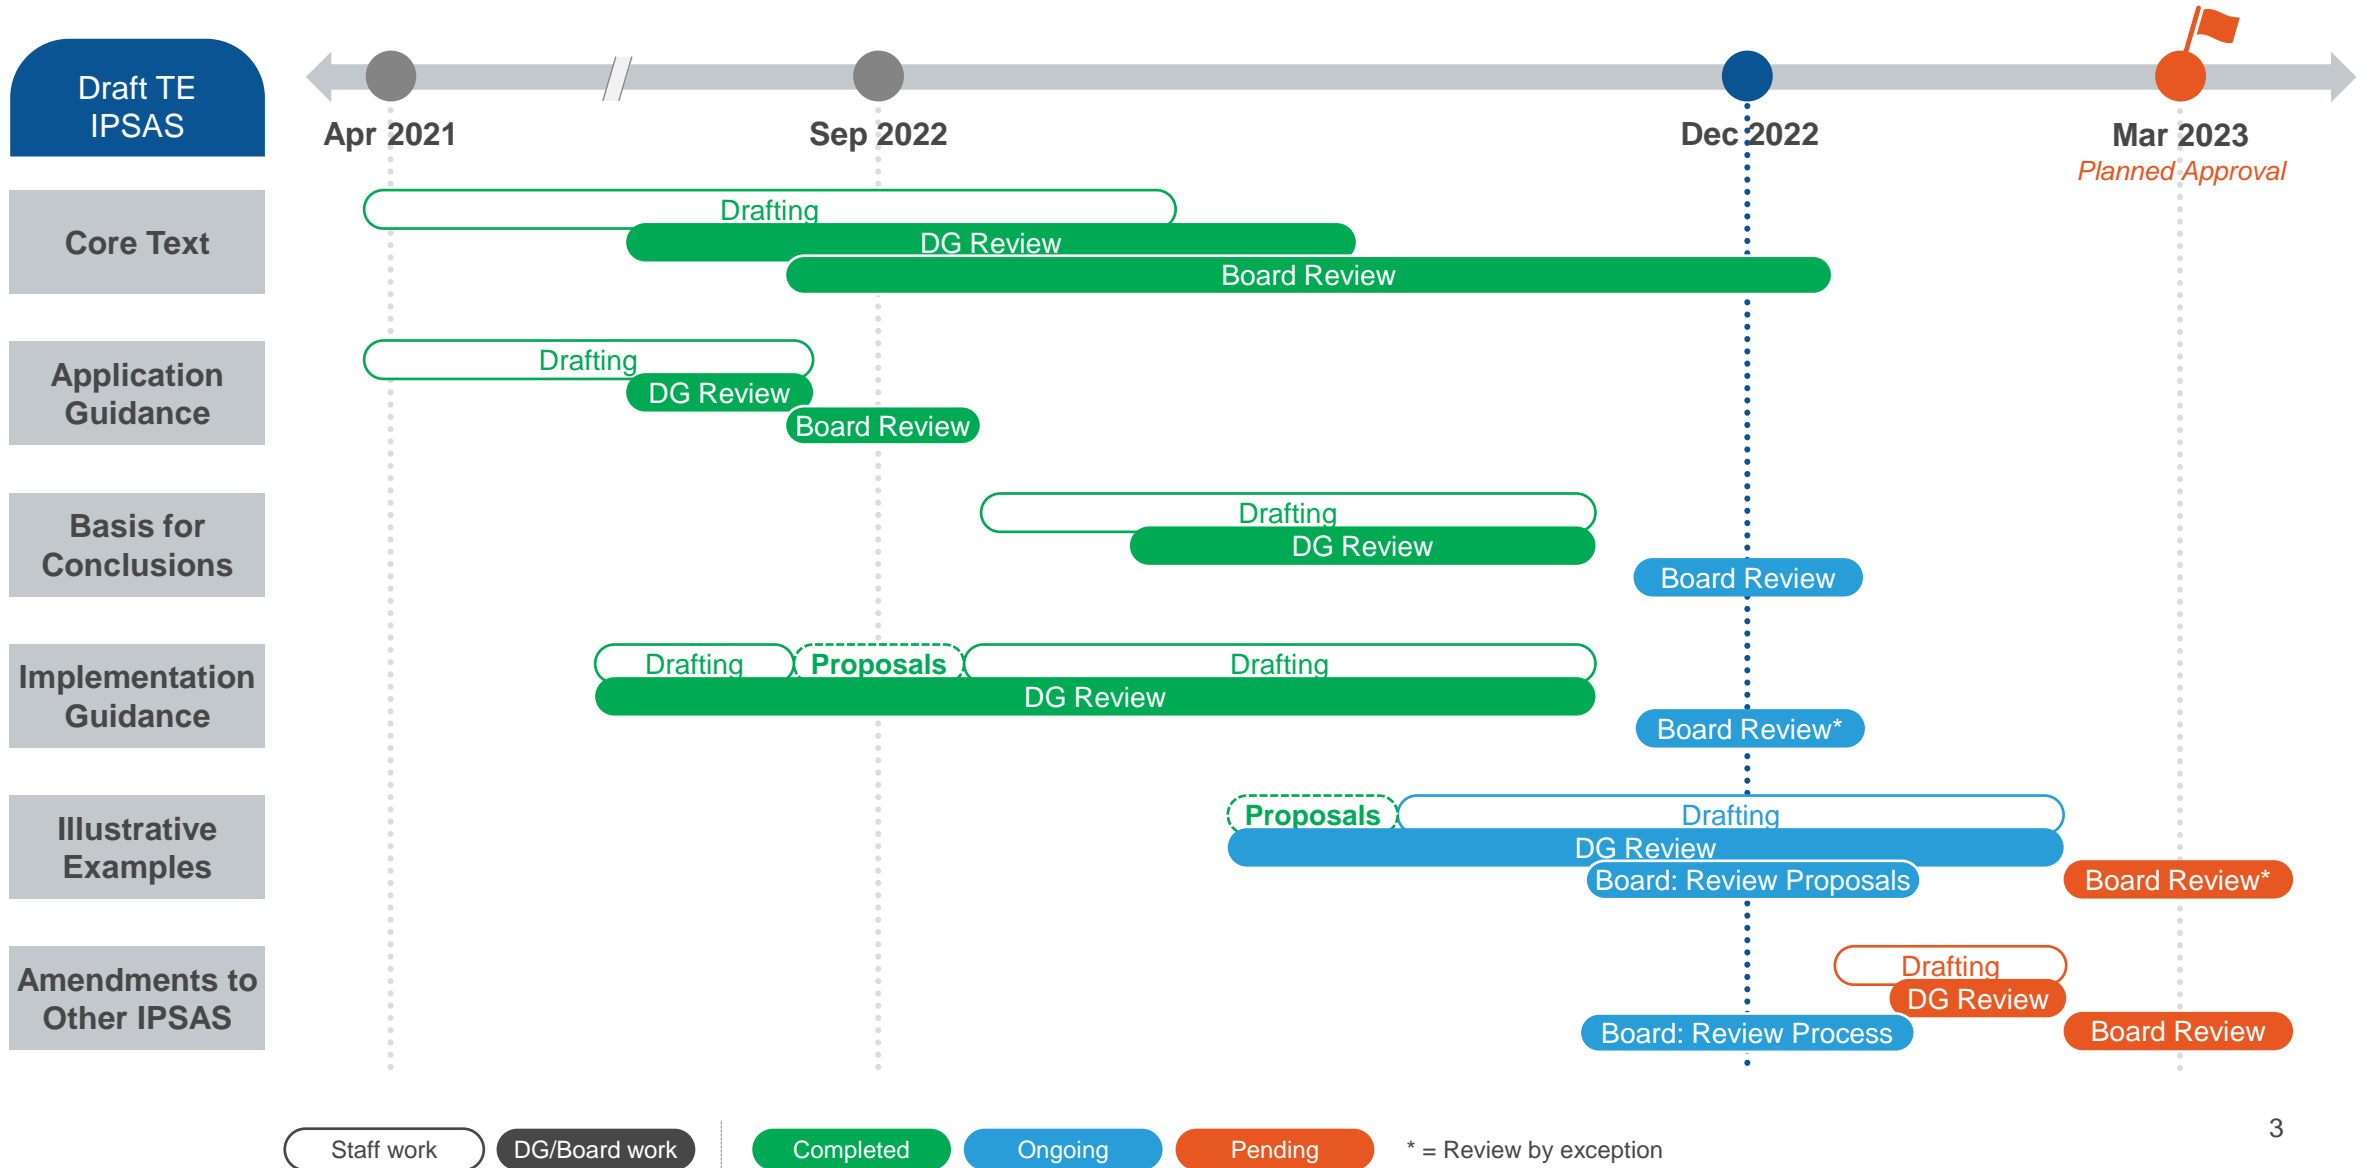 Draft TE
IPSAS
Apr 2021
Sep 2022
Dec 2022
Mar 2023
Planned Approval
Core Text
Drafting
DG Review
Board Review
Application
Guidance
Drafting
DG Review
Board Review
Basis for
Conclusions
Drafting
DG Review
Board Review
Implementation
Guidance
Drafting
Proposals
Drafting
DG Review
Board Review*
Illustrative
Examples
Proposals
Drafting
DG Review
Board: Review Proposals
Board Review*
Amendments to
Other IPSAS
Drafting
DG Review
Board: Review Process
Board Review
Staff work
DG/Board work
Completed
Ongoing
Pending
* = Review by exception
3